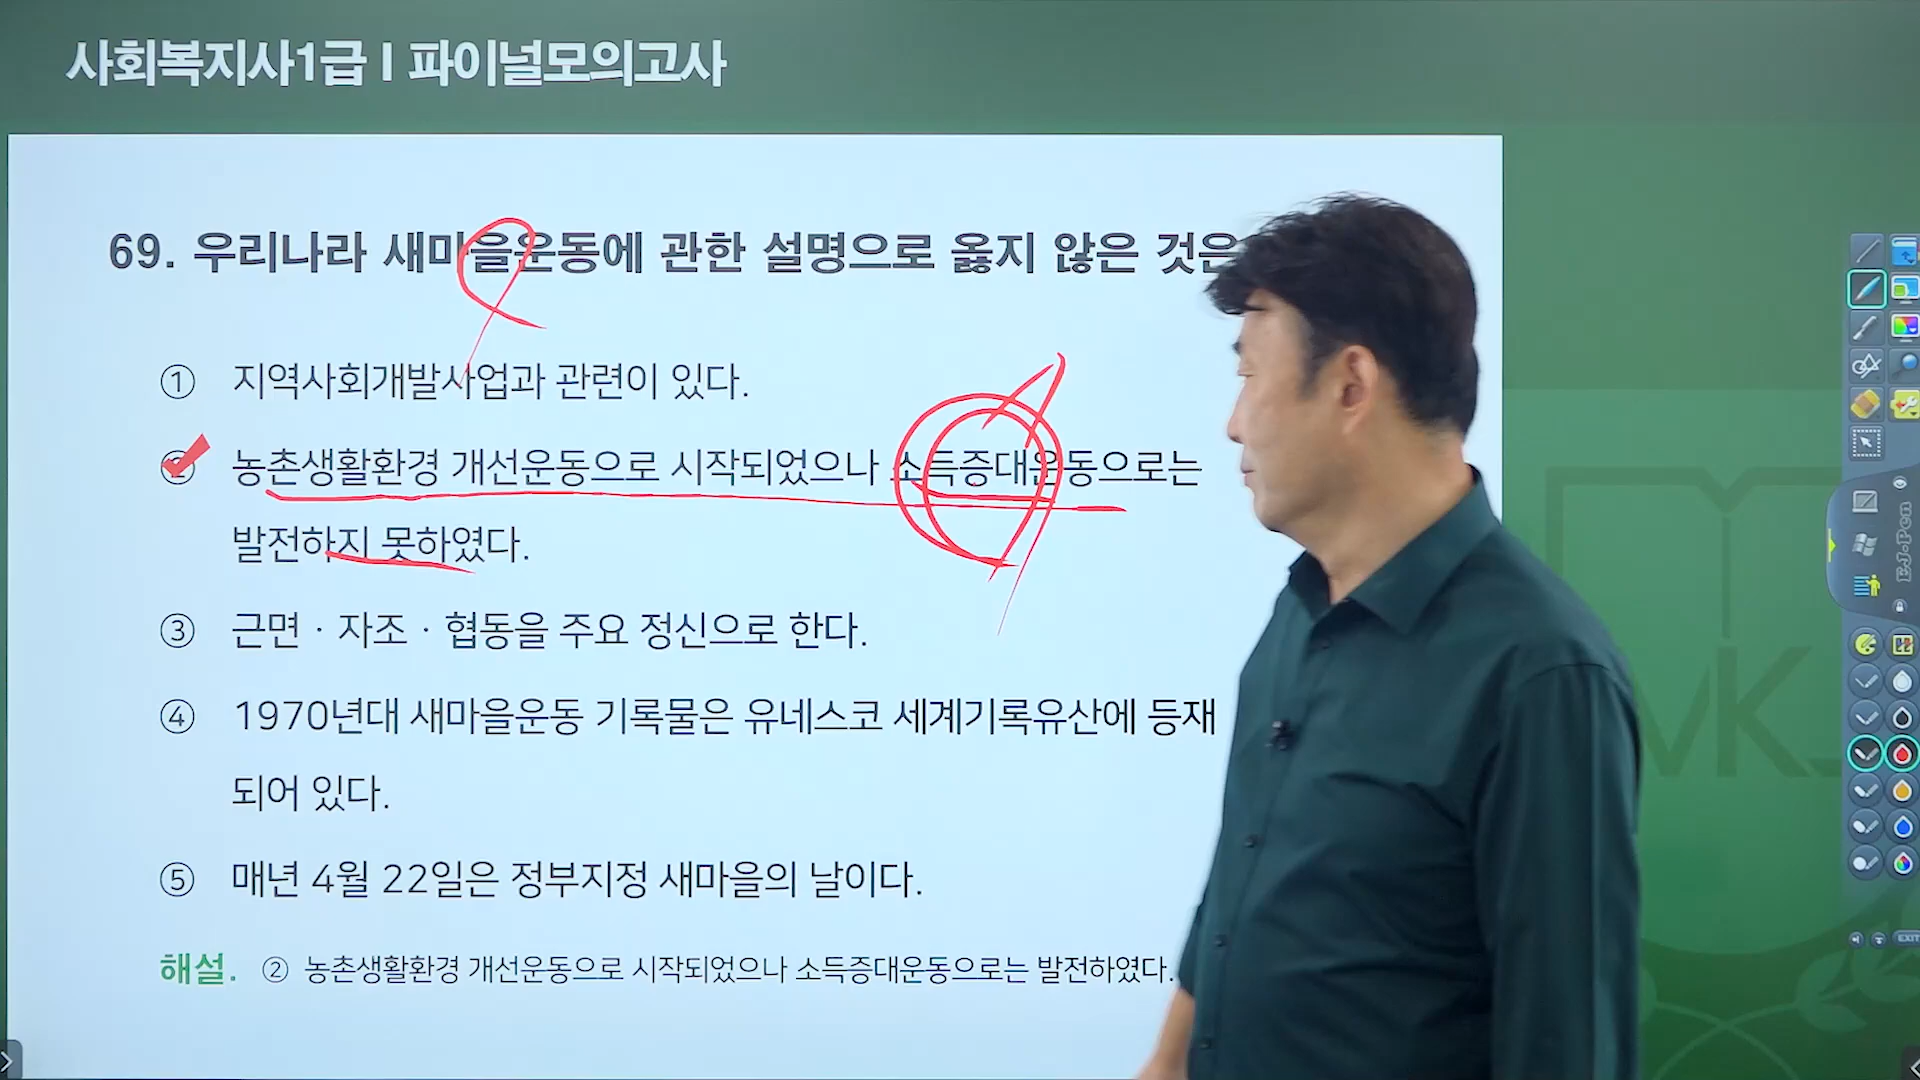 사회복지사1급 I 파이널모의고사
69. 우리나라 새마을운동에 관한 설명으로 옳지 않은 것은
① 지역사회개발사업과 관련이 있다.
② 농촌생활환경 개선운동으로 시작되었으나 소득증대운동으로는
발전하지 못하였다.
③ 근면 · 자조 · 협동을 주요 정신으로 한다.
④ 1970년대 새마을운동 기록물은 유네스코 세계기록유산에 등재
되어 있다.
⑤ 매년 4월 22일은 정부지정 새마을의 날이다.
해설. ② 농촌생활환경 개선운동으로 시작되었으나 소득증대운동으로는 발전하였다.
EJ-Pen
EXIT